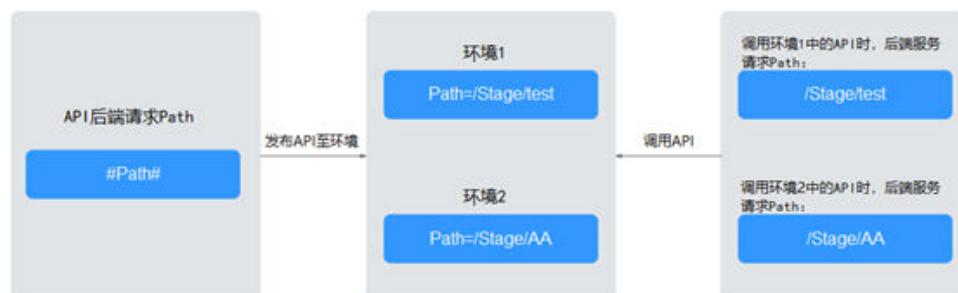 API后端请求Path
#Path#
发布API至环境
环境1
Path=/Stage/test
环境2
Path=/Stage/AA
调用API
调用环境1中的API时，后端服务
请求Path：
/Stage/test
调用环境2中的API时，后端服务
请求Path：
/Stage/AA